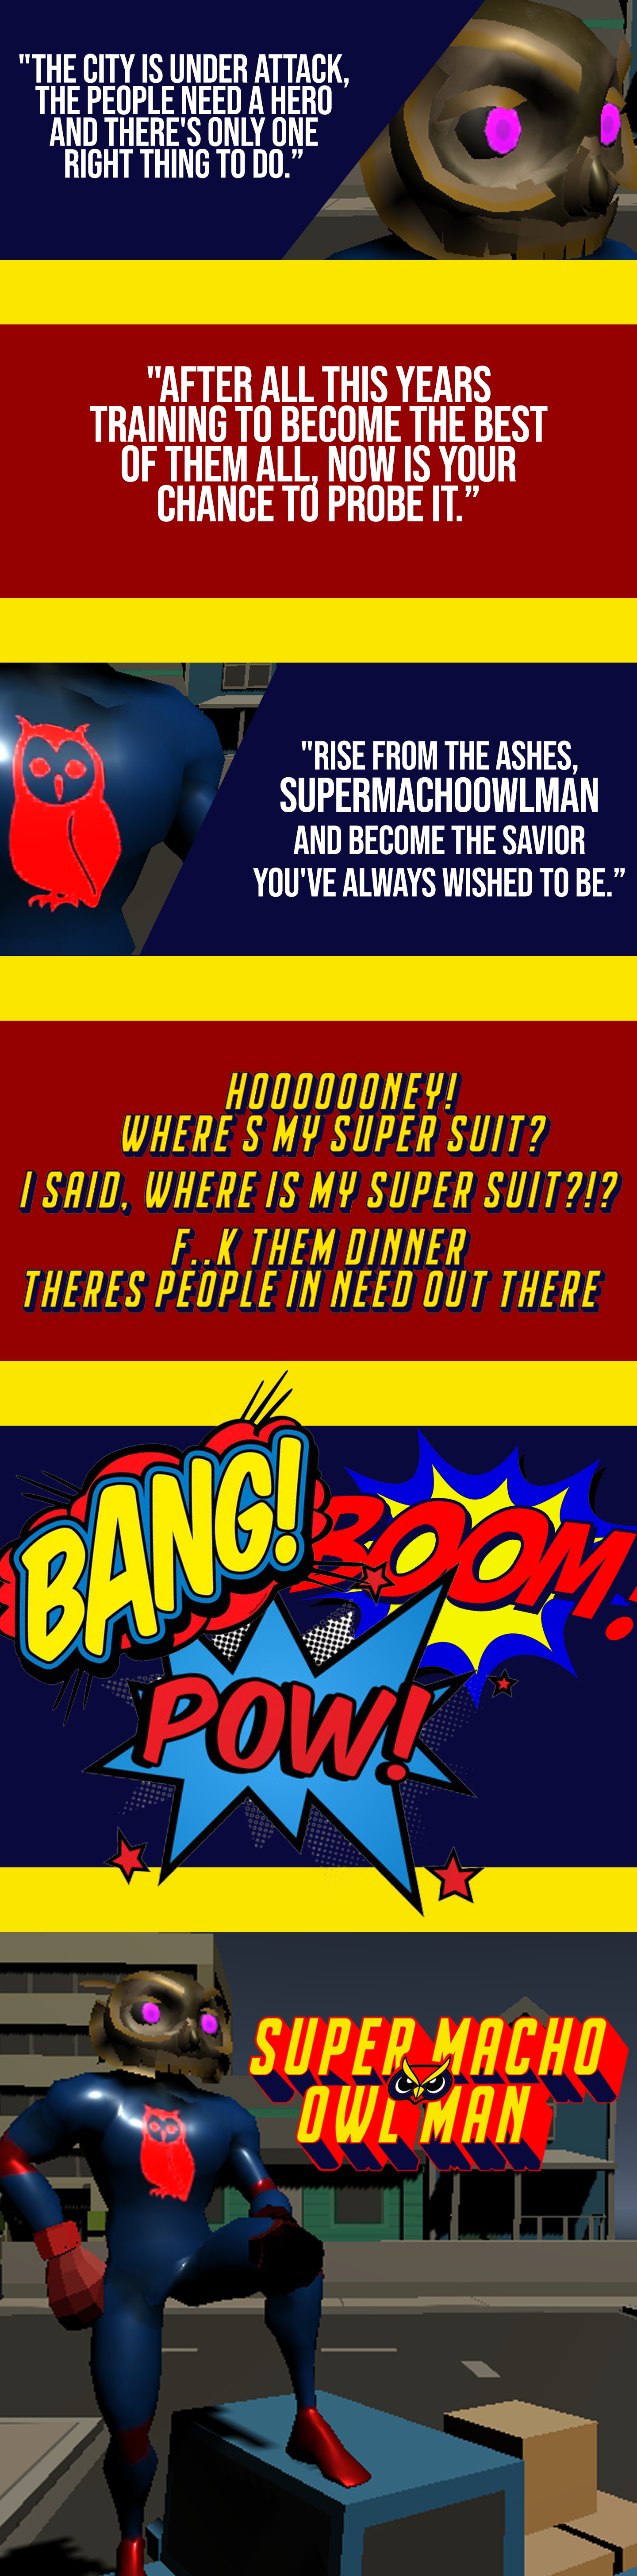 "THE CITY IS UNDER ATTACK,
THE PEOPLE NEED A HERO
AND THERE'S ONLY ONE
RIGHT THING TO DO.”
"AFTER ALL THIS YEARS
TRAINING TO BECOME THE BEST
OF THEM ALL, NOW IS YOUR
CHANCE TO PROBE IT.”
"RISE FROM THE ASHES,
SUPERMACHOOWLMAN
AND BECOME THE SAVIOR
YOU'VE ALWAYS WISHED TO BE.”
HOOOOOONEY!
WHERE S MY SUPER SUIT?
I SAID, WHERE IS MY SUPER SUIT?!?
F..K THEM DINNER
THERES PEOPLE IN NEED OUT THERE
BANG!
BOOM!
POW!
SUPER MACHO
OWL MAN